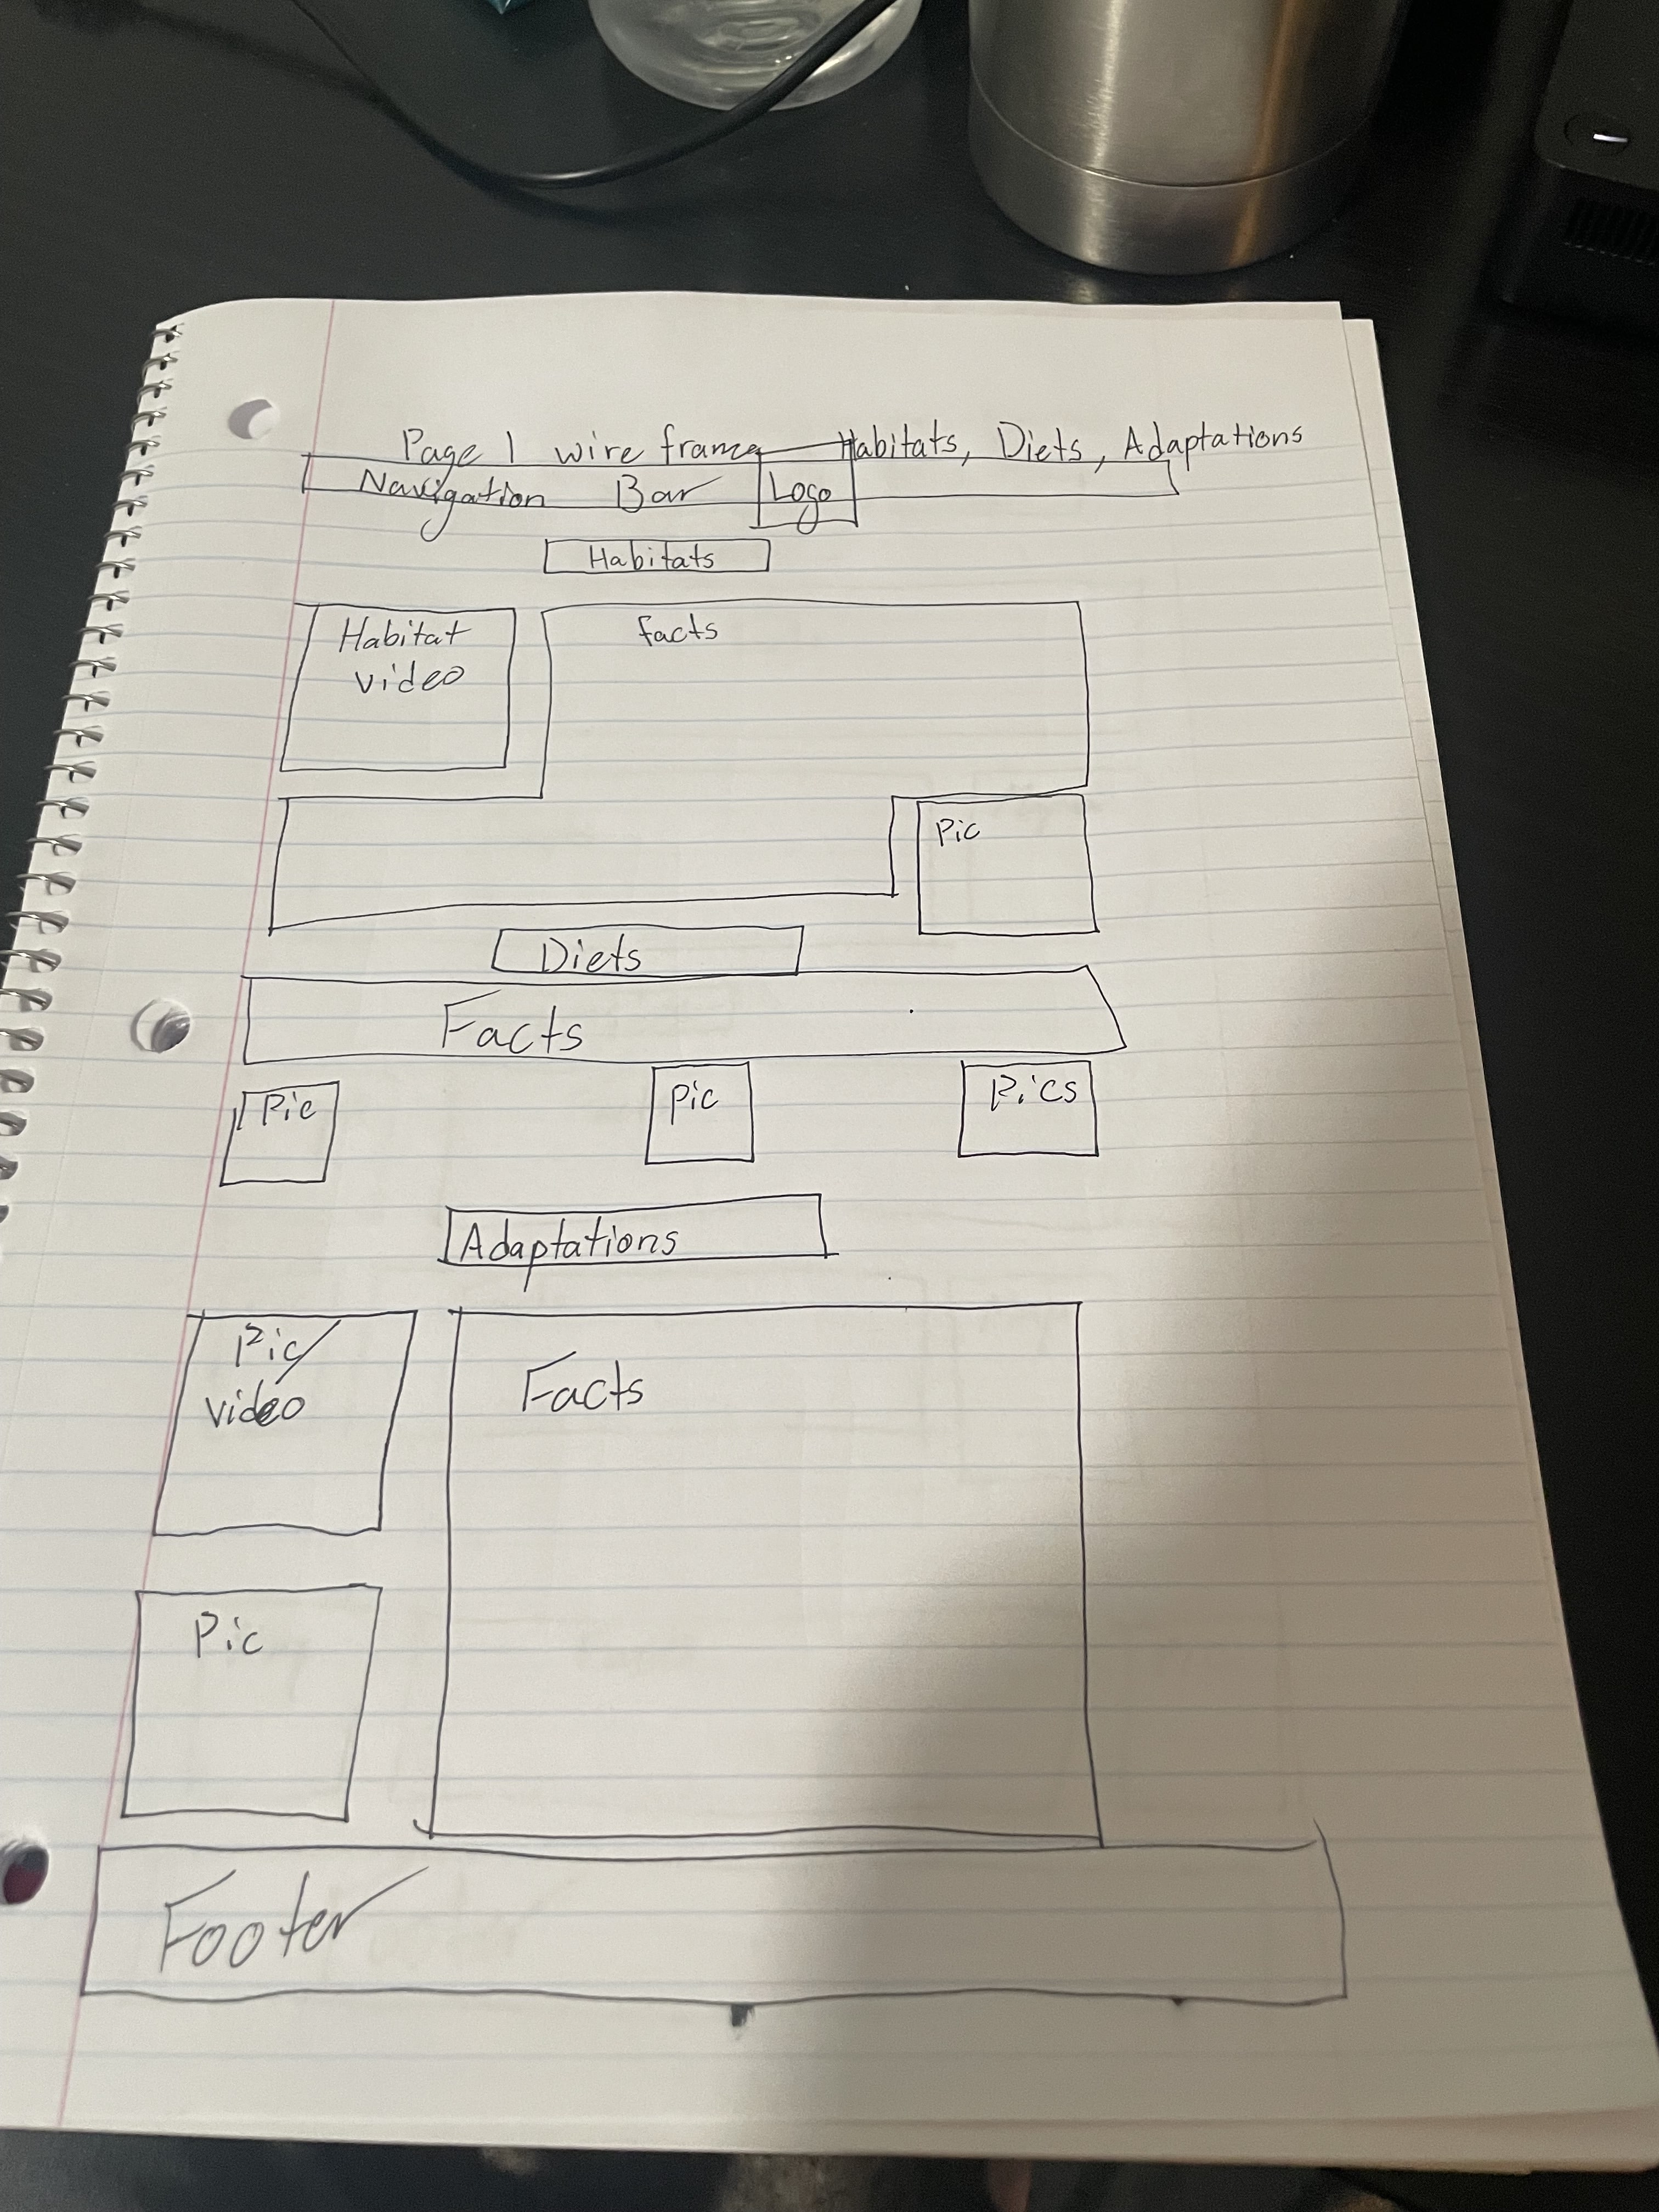 Page 1 wire frame — Habitats, Diets, Adaptations
Navigation Bar Logo
Habitats
Habitat
video
facts
Pic
Diets
Facts
Pic
Pic
Pics
Adaptations
Pic/
video
Facts
Pic
Footer